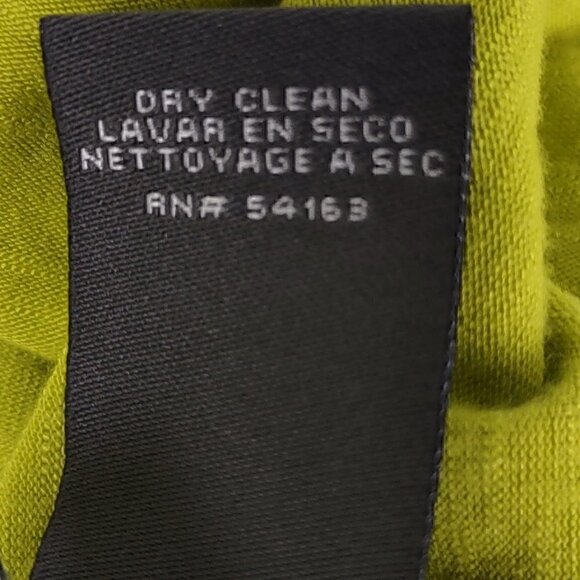 DRY CLEAN
LAVAR EN SECO
NETTOYAGE A SEC
RN# 54163